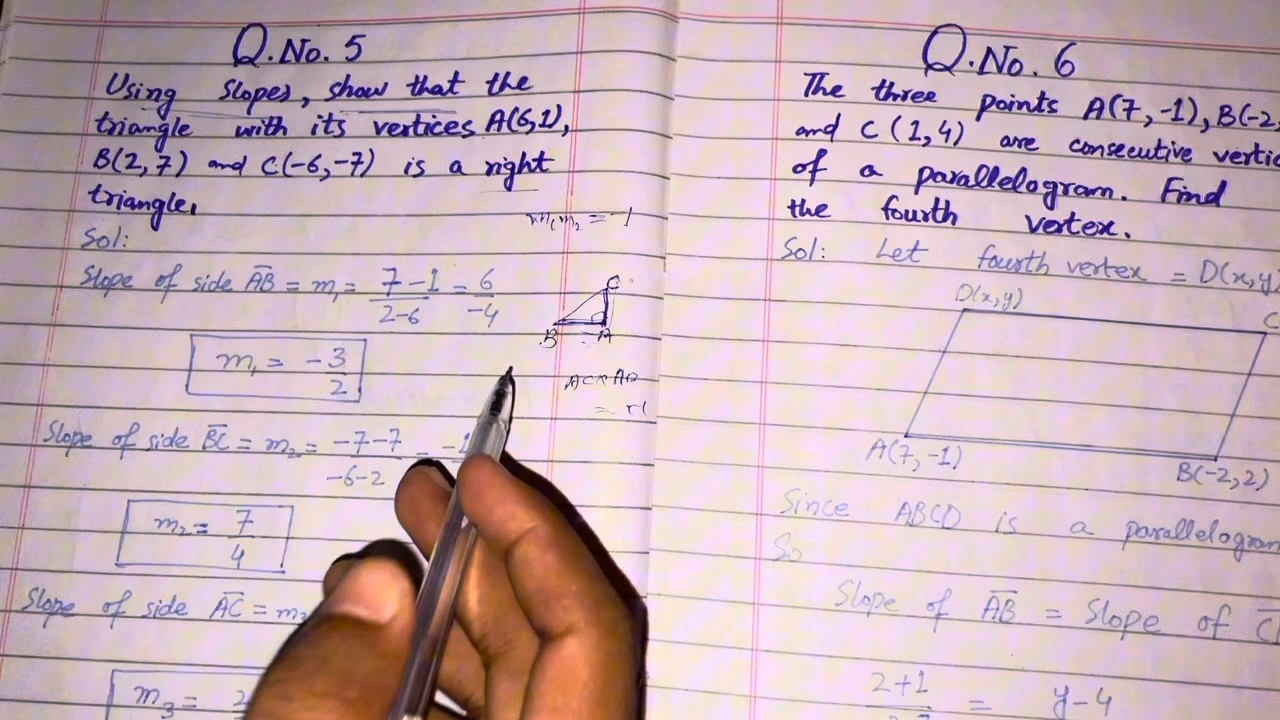 Q.No. 5
Using Slopes, show that the
triangle with its vertices A(6,1),
B(2,7) and C(-6,-7) is a right
triangle.
Sol:
m₁m₂ = -1
Slope of side AB = m₁ = 7-1/2-6 = 6/-4
C
B A
m₁ = -3/2
Slope of side BC = m₂ = -7-7/-6-2 =
m₂ = 7/4
Slope of side AC = m₃
m₃ = 2
Q.No. 6
The three points A(7,-1), B(-2,
and C(1,4) are consecutive
of a parallelogram. Find
the fourth vertex.
Sol: Let fourth vertex = D(x,y)
D(x,y) C
A(7,-1) B(-2,2)
Since ABCD is a parallelogram
So
Slope of AB = Slope of
2+1 = y-4